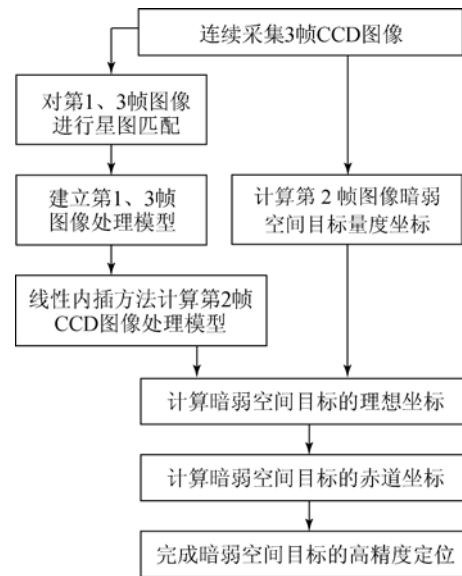 连续采集3帧CCD图像
对第1、3帧图像
进行星图匹配
建立第1、3帧
图像处理模型
计算第2帧图像暗弱
空间目标量度坐标
线性内插方法计算第2帧
CCD图像处理模型
计算暗弱空间目标的理想坐标
计算暗弱空间目标的赤道坐标
完成暗弱空间目标的高精度定位